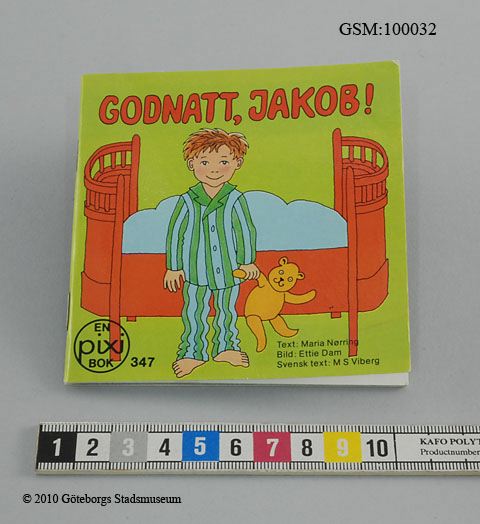 GSM:100032
GODNATT, JAKOB!
EN
pixi
BOK
347
Text: Maria Nørring
Bild: Ettie Dam
Svensk text: M S Viberg
1 2 3 4 5 6 7 8 9 10
KAFO POLYT
Productnumber
© 2010 Göteborgs Stadsmuseum